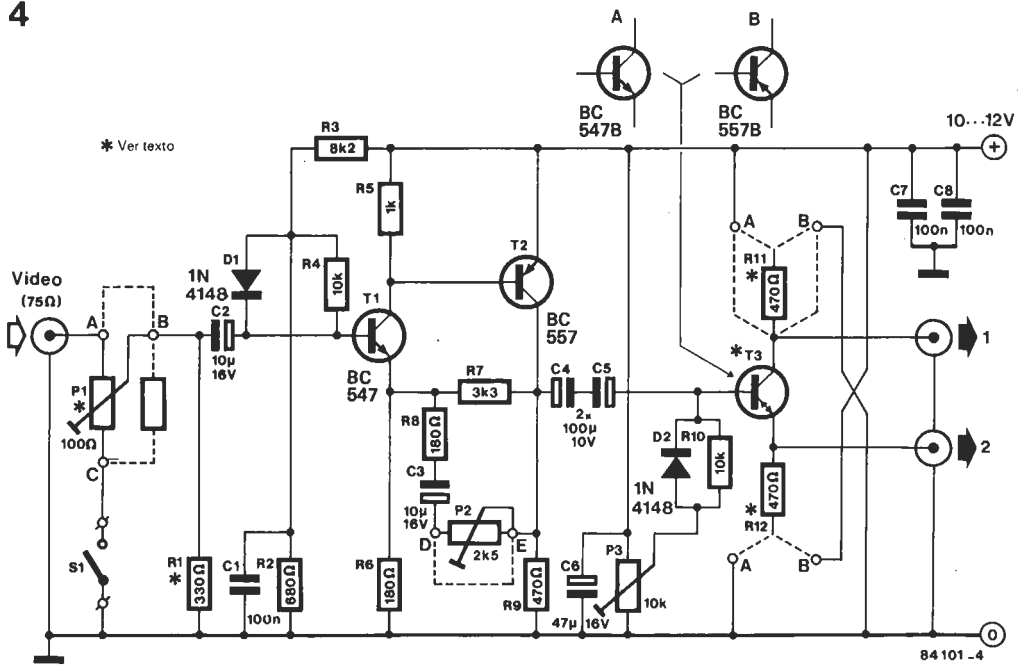 4
A
B
BC
547B
BC
557B
10...12V
+
* Ver texto
R3
8k2
R5
1k
C7
100n
C8
100n
A
B
R11
*
470Ω
Video
(75Ω)
1N
4148
D1
R4
10k
T1
T2
BC
557
A
B
C2
10µ
16V
BC
547
1
P1
*
100Ω
R7
3k3
C4
C5
2x
100µ
10V
* T3
R8
180Ω
D2
R10
10k
1N
4148
2
C
C3
10µ
16V
P2
2k5
D
E
470Ω
*
R12
S1
R1
*
330Ω
C1
100n
R2
680Ω
R6
180Ω
R9
470Ω
C6
47µ
16V
P3
10k
A
B
0
84101-4